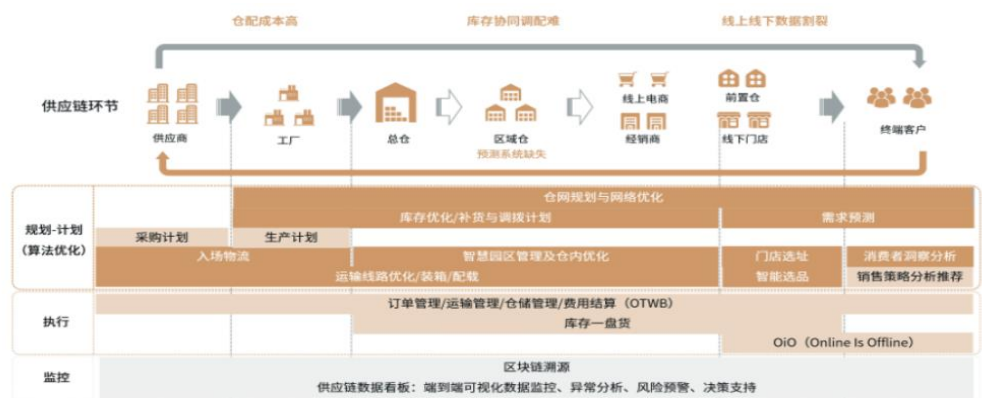 仓配成本高 库存协同调配难 线上线下数据割裂
供应链环节
线上电商 前置仓
供应商 工厂 总仓 区域仓 经销商 线下门店 终端客户
预测系统缺失
仓网规划与网络优化
库存优化/补货与调拨计划 需求预测
规划-计划
(算法优化)
采购计划 生产计划
入场物流 智慧园区管理及仓内优化 门店选址 消费者洞察分析
运输线路优化/装箱/配载 智能选品 销售策略分析推荐
执行
订单管理/运输管理/仓储管理/费用结算（OTWB）
库存一盘货
OiO（Online Is Offline）
监控
区块链溯源
供应链数据看板：端到端可视化数据监控、异常分析、风险预警、决策支持